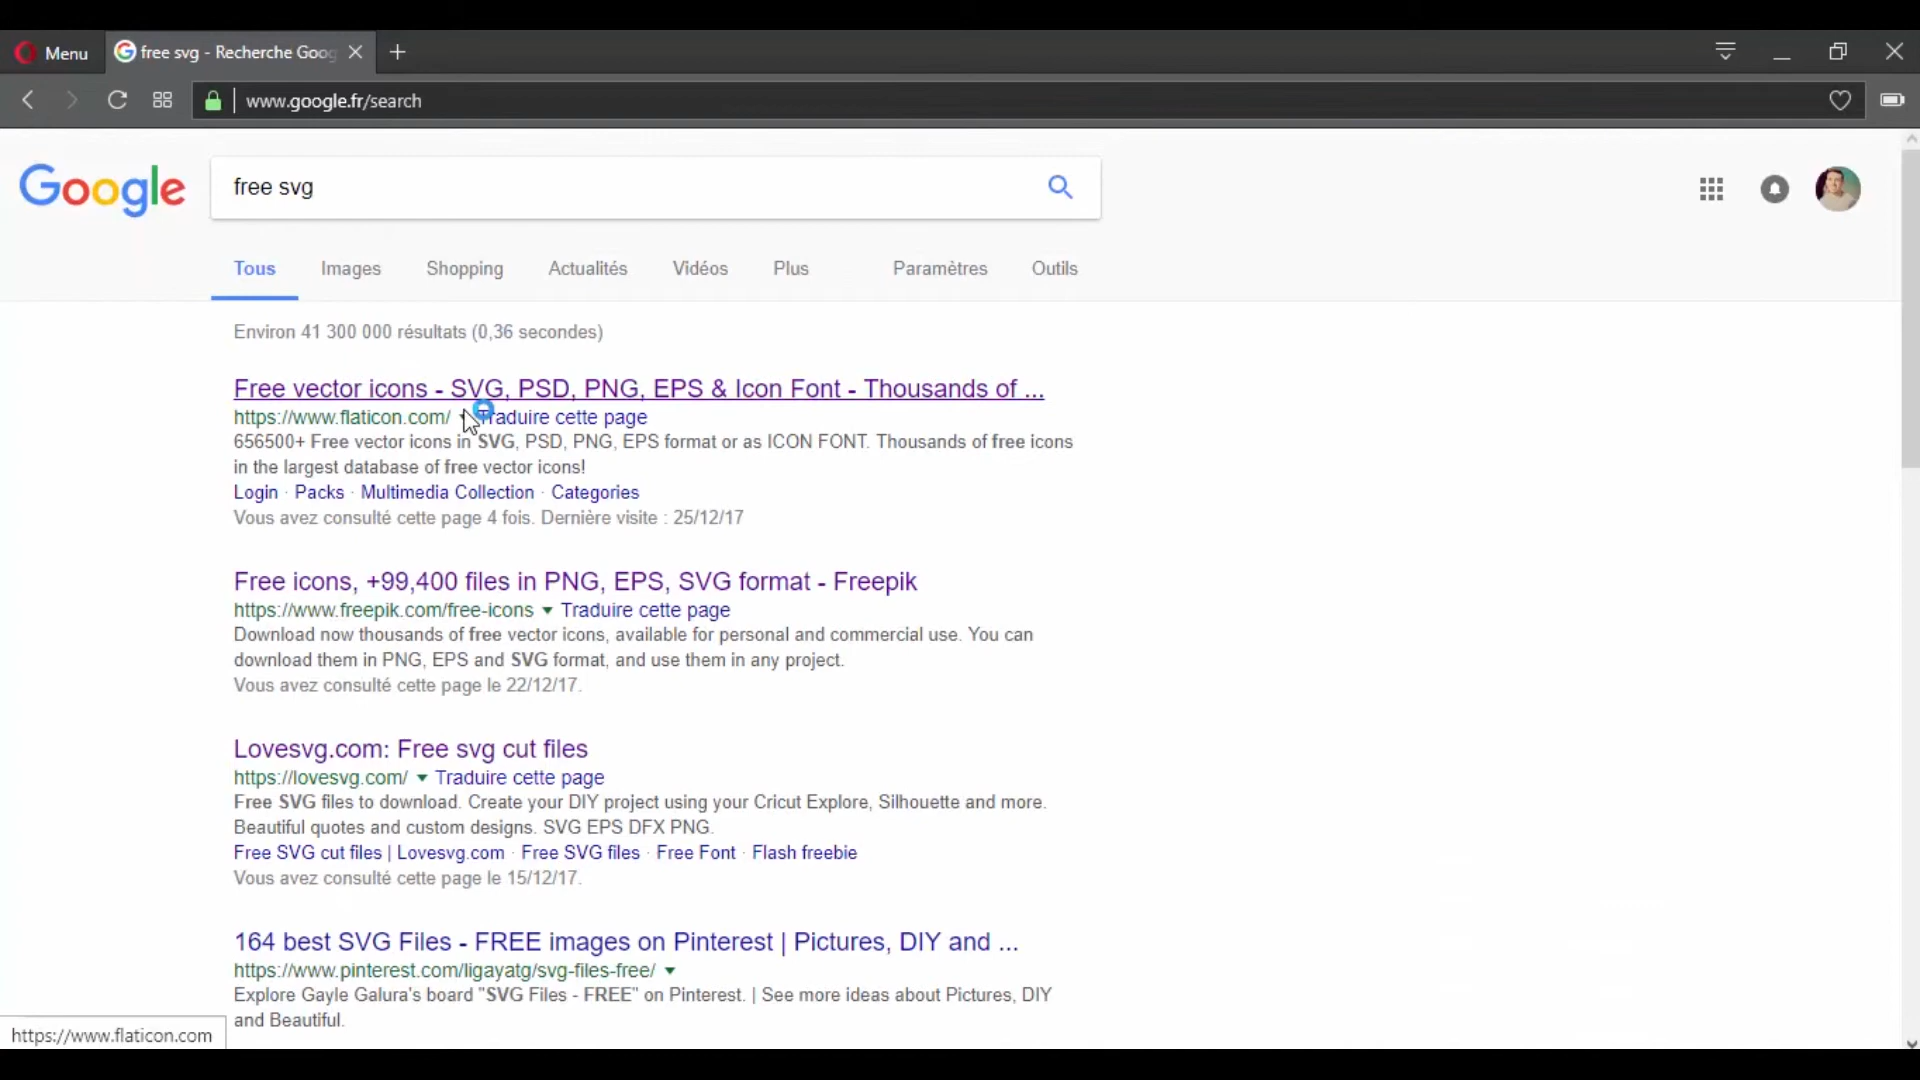 Menu
free svg - Recherche Goog
www.google.fr/search
Google
free svg
Tous Images Shopping Actualités Vidéos Plus Paramètres Outils
Environ 41 300 000 résultats (0,36 secondes)
Free vector icons - SVG, PSD, PNG, EPS & Icon Font - Thousands of ...
https://www.flaticon.com/ Traduire cette page
656500+ Free vector icons in SVG, PSD, PNG, EPS format or as ICON FONT. Thousands of free icons
in the largest database of free vector icons!
Login · Packs · Multimedia Collection · Categories
Vous avez consulté cette page 4 fois. Dernière visite : 25/12/17
Free icons, +99,400 files in PNG, EPS, SVG format - Freepik
https://www.freepik.com/free-icons Traduire cette page
Download now thousands of free vector icons, available for personal and commercial use. You can
download them in PNG, EPS and SVG format, and use them in any project.
Vous avez consulté cette page le 22/12/17.
Lovesvg.com: Free svg cut files
https://lovesvg.com/ Traduire cette page
Free SVG files to download. Create your DIY project using your Cricut Explore, Silhouette and more.
Beautiful quotes and custom designs. SVG EPS DFX PNG.
Free SVG cut files | Lovesvg.com · Free SVG files · Free Font · Flash freebie
Vous avez consulté cette page le 15/12/17.
164 best SVG Files - FREE images on Pinterest | Pictures, DIY and ...
https://www.pinterest.com/ligayatg/svg-files-free/
Explore Gayle Galura's board "SVG Files - FREE" on Pinterest. | See more ideas about Pictures, DIY
and Beautiful.
https://www.flaticon.com